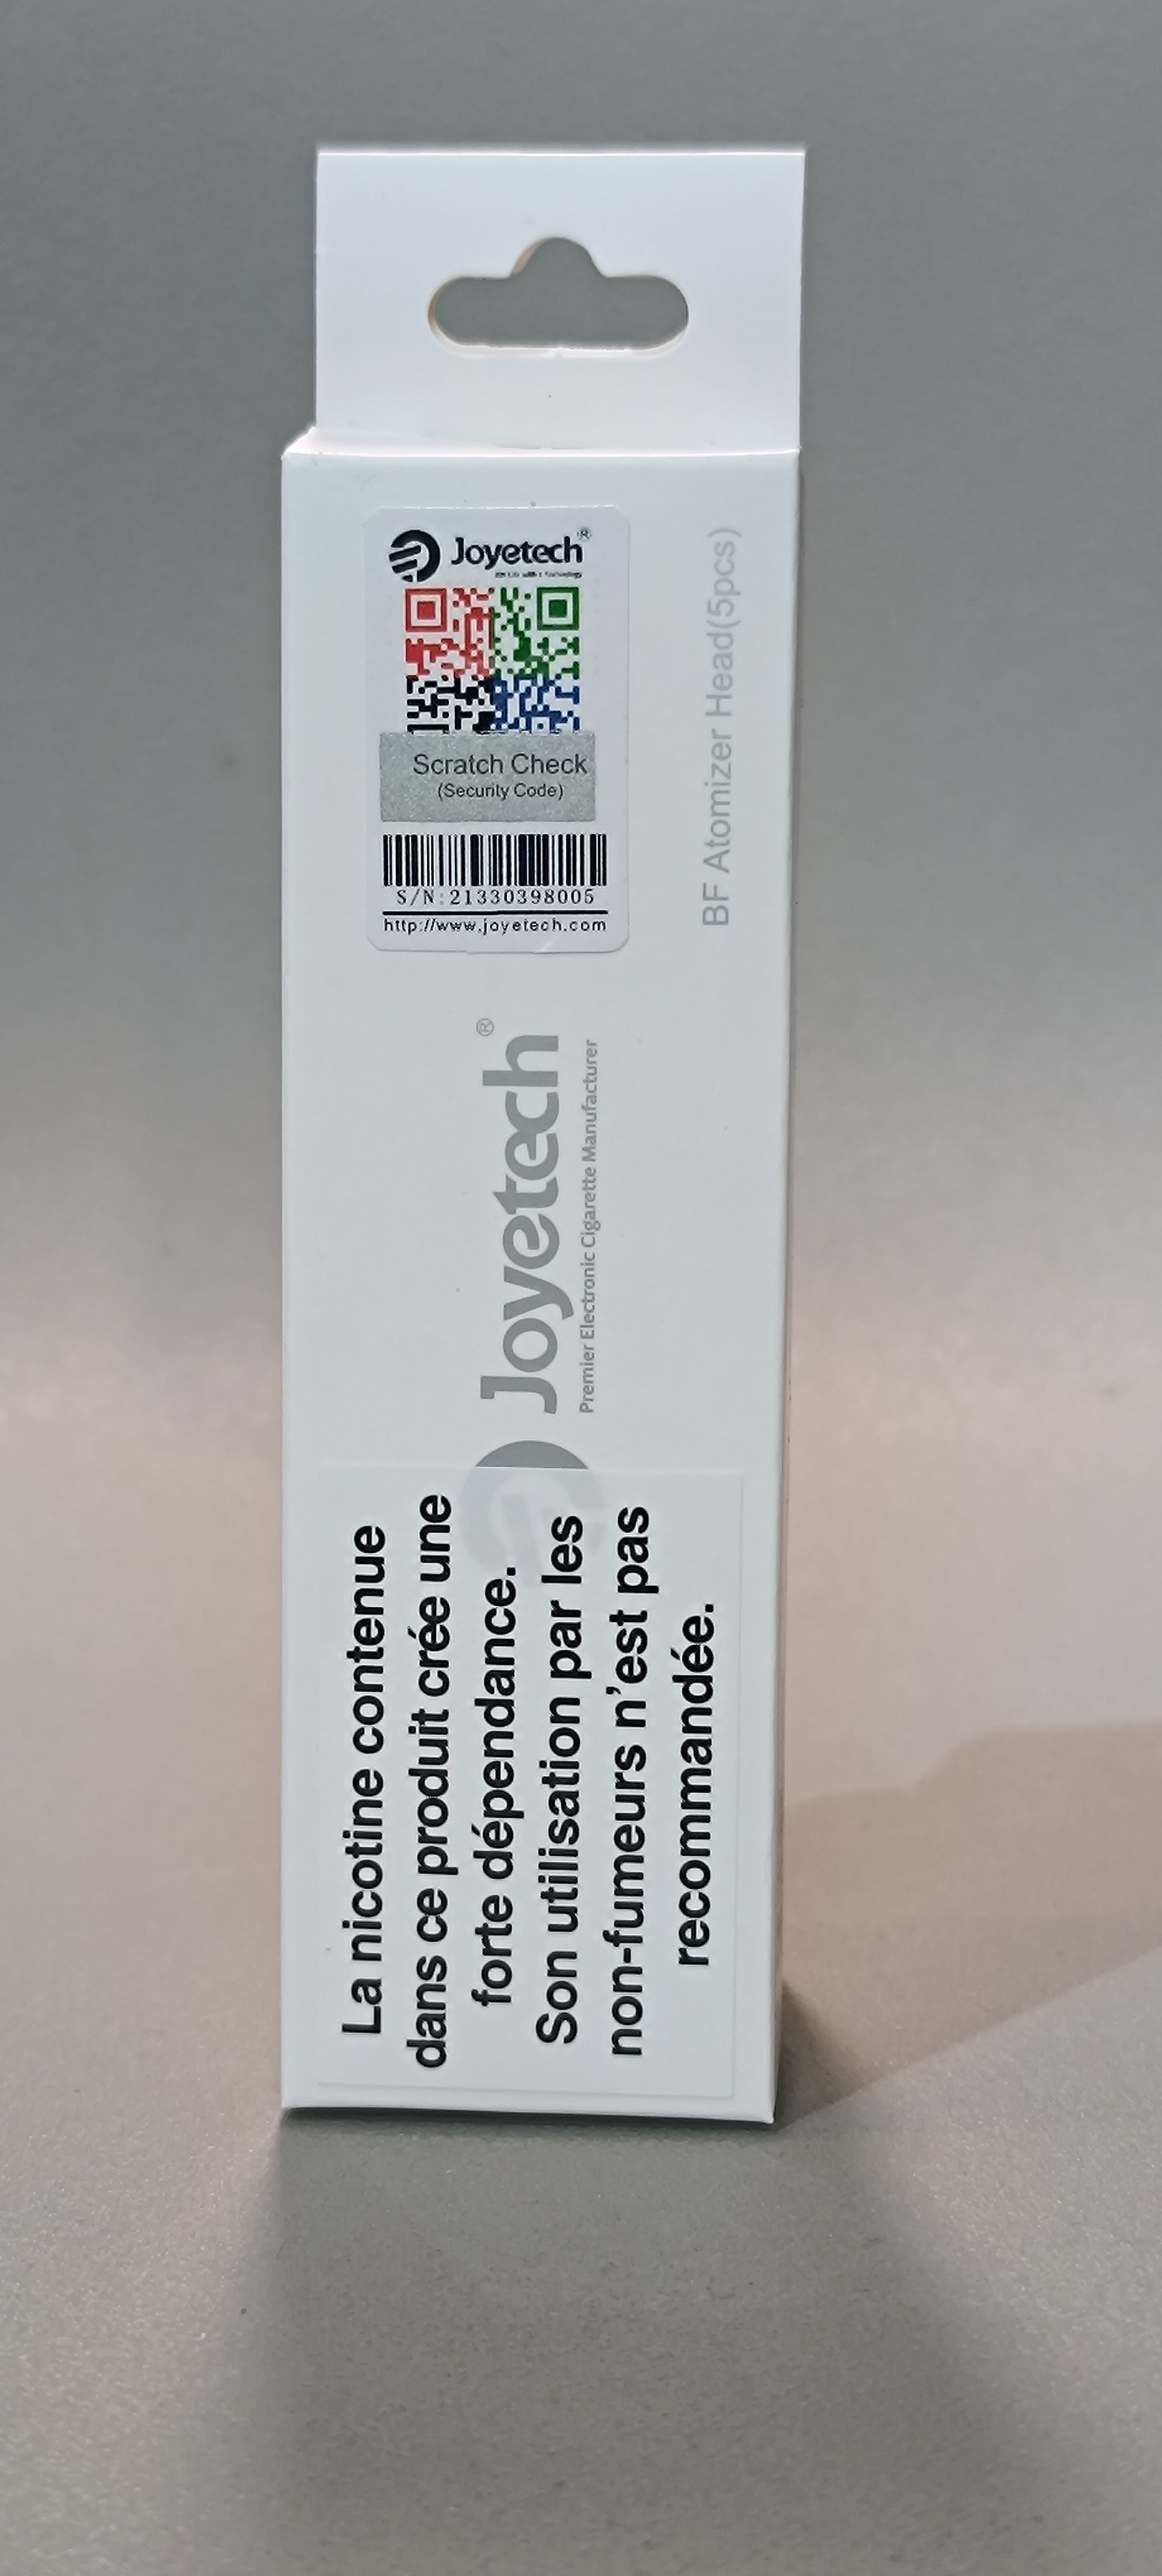 Joyetech®
Scratch Check
(Security Code)
S/N:21330398005
http://www.joyetech.com
BF Atomizer Head(5pcs)
Joyetech®
Premier Electronic Cigarette Manufacturer
La nicotine contenue
dans ce produit crée une
forte dépendance.
Son utilisation par les
non-fumeurs n’est pas
recommandée.